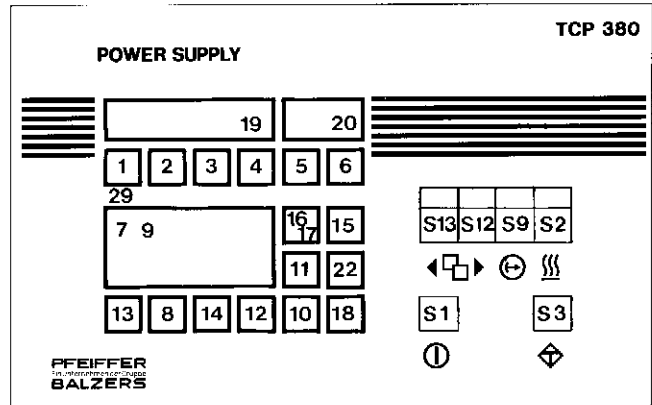 TCP 380
POWER SUPPLY
19 20
1 2 3 4 5 6
29
7 9 16 17 15
S13 S12 S9 S2
11 22
13 8 14 12 10 18
S1 S3
PFEIFFER
BALZERS